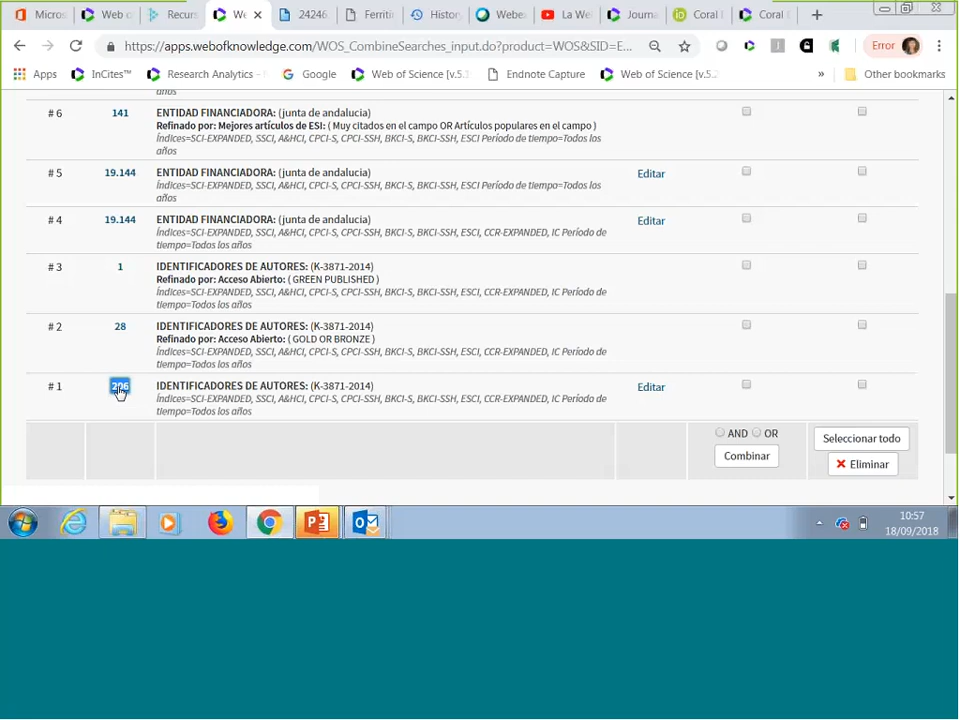 Micros
Web o
Recurs
We
24246
Ferriti
Histor
Webex
La Wel
Journa
Coral
Coral
https://apps.webofknowledge.com/WOS_CombineSearches_input.do?product=WOS&SID=E...
Error
Apps
InCites™
Research Analytics -
Google
Web of Science [v.5.
Endnote Capture
Web of Science [v.5.2
»
Other bookmarks
años
# 6
141
ENTIDAD FINANCIADORA: (junta de andalucia)
Refinado por: Mejores artículos de ESI: ( Muy citados en el campo OR Artículos populares en el campo )
Índices=SCI-EXPANDED, SSCI, A&HCI, CPCI-S, CPCI-SSH, BKCI-S, BKCI-SSH, ESCI Período de tiempo=Todos los
años
# 5
19.144
ENTIDAD FINANCIADORA: (junta de andalucia)
Índices=SCI-EXPANDED, SSCI, A&HCI, CPCI-S, CPCI-SSH, BKCI-S, BKCI-SSH, ESCI Período de tiempo=Todos los
años
Editar
# 4
19.144
ENTIDAD FINANCIADORA: (junta de andalucia)
Índices=SCI-EXPANDED, SSCI, A&HCI, CPCI-S, CPCI-SSH, BKCI-S, BKCI-SSH, ESCI, CCR-EXPANDED, IC Período de
tiempo=Todos los años
Editar
# 3
1
IDENTIFICADORES DE AUTORES: (K-3871-2014)
Refinado por: Acceso Abierto: ( GREEN PUBLISHED )
Índices=SCI-EXPANDED, SSCI, A&HCI, CPCI-S, CPCI-SSH, BKCI-S, BKCI-SSH, ESCI, CCR-EXPANDED, IC Período de
tiempo=Todos los años
# 2
28
IDENTIFICADORES DE AUTORES: (K-3871-2014)
Refinado por: Acceso Abierto: ( GOLD OR BRONZE )
Índices=SCI-EXPANDED, SSCI, A&HCI, CPCI-S, CPCI-SSH, BKCI-S, BKCI-SSH, ESCI, CCR-EXPANDED, IC Período de
tiempo=Todos los años
# 1
IDENTIFICADORES DE AUTORES: (K-3871-2014)
Índices=SCI-EXPANDED, SSCI, A&HCI, CPCI-S, CPCI-SSH, BKCI-S, BKCI-SSH, ESCI, CCR-EXPANDED, IC Período de
tiempo=Todos los años
Editar
AND OR
Combinar
Seleccionar todo
Eliminar
10:57
18/09/2018